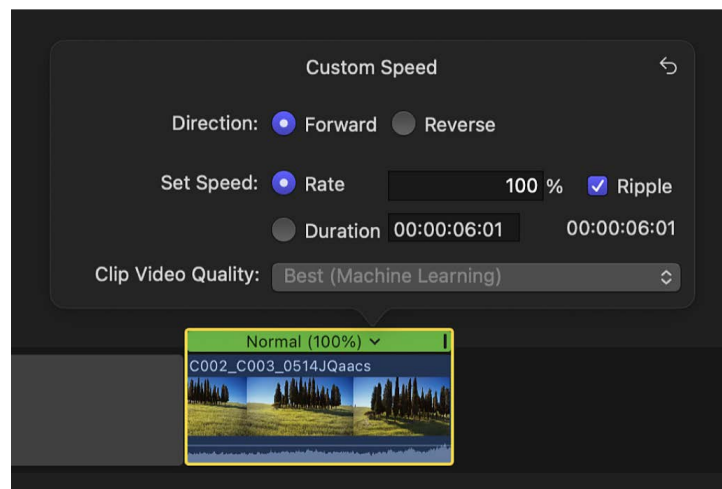 Custom Speed
Direction: Forward Reverse
Set Speed: Rate 100 % Ripple
Duration 00:00:06:01 00:00:06:01
Clip Video Quality: Best (Machine Learning)
Normal (100%)
C002_C003_0514JQaacs